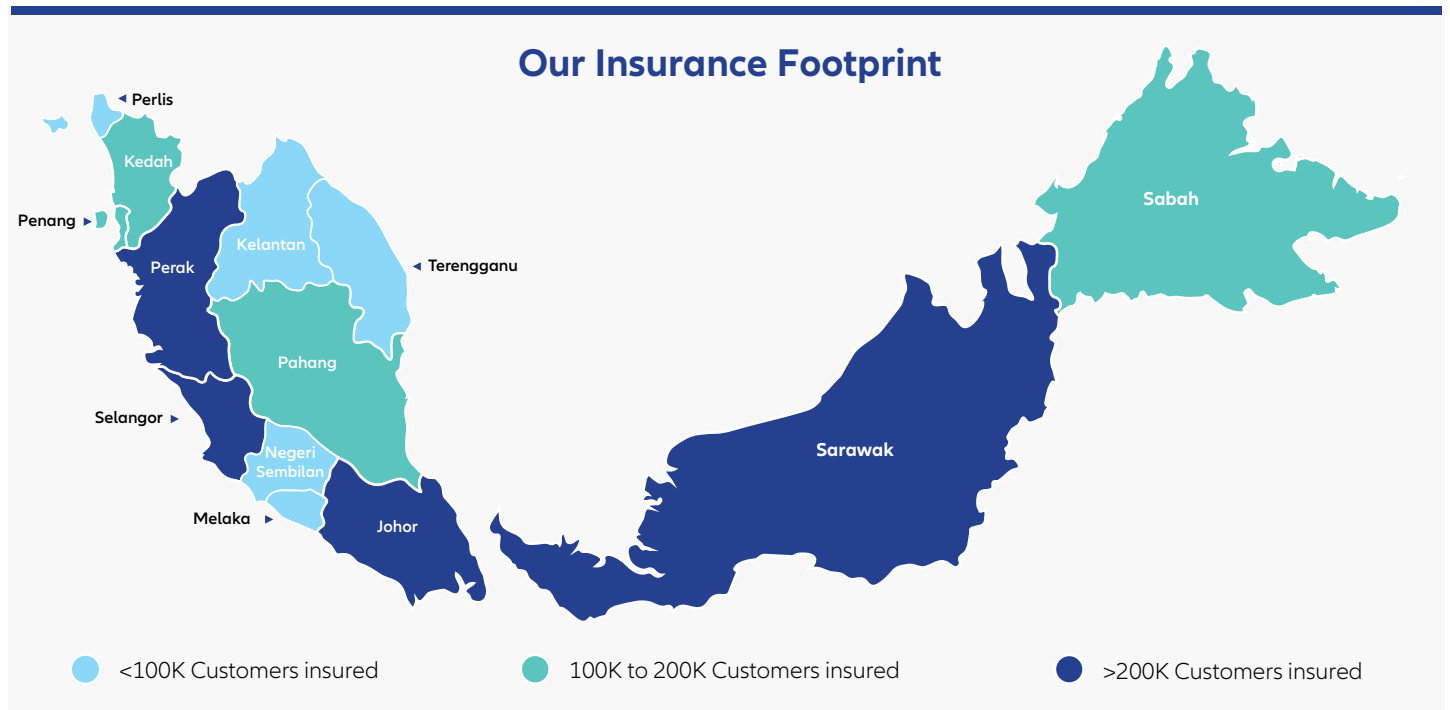 Our Insurance Footprint
Perlis
Kedah
Penang
Perak
Kelantan
Terengganu
Pahang
Selangor
Negeri
Sembilan
Melaka
Johor
Sabah
Sarawak
<100K Customers insured
100K to 200K Customers insured
>200K Customers insured